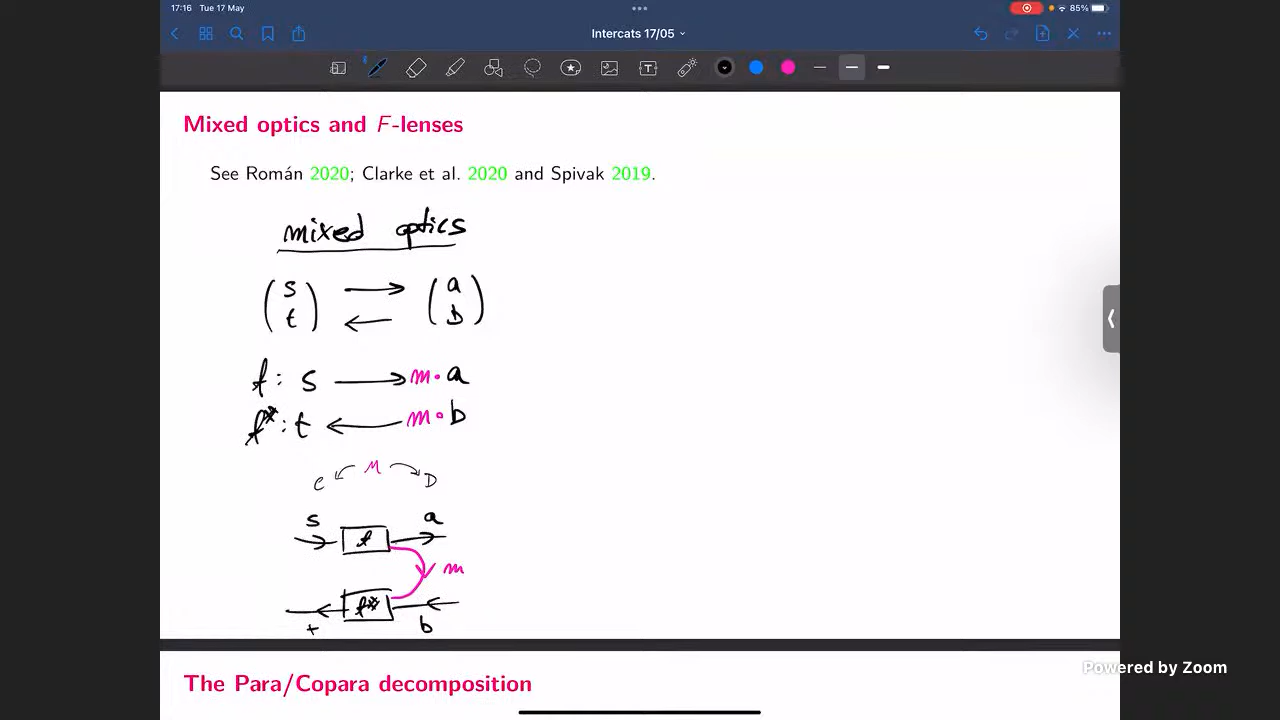 17:16 Tue 17 May
85%
Intercats 17/05
Mixed optics and F-lenses
See Román 2020; Clarke et al. 2020 and Spivak 2019.
mixed optics
( s t ) → ← ( a b )
f: s → m • a
f*: t ← m • b
C M D
s a
f
m
f*
t b
Powered by Zoom
The Para/Copara decomposition